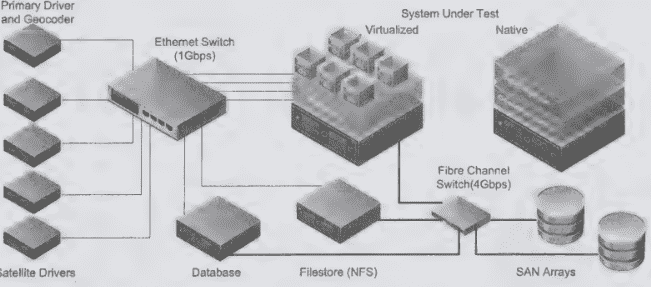 Primary Driver
and Geocoder
Ethernet Switch
(1Gbps)
System Under Test
Virtualized
Native
Fibre Channel
Switch(4Gbps)
Satellite Drivers
Database
Filestore (NFS)
SAN Arrays